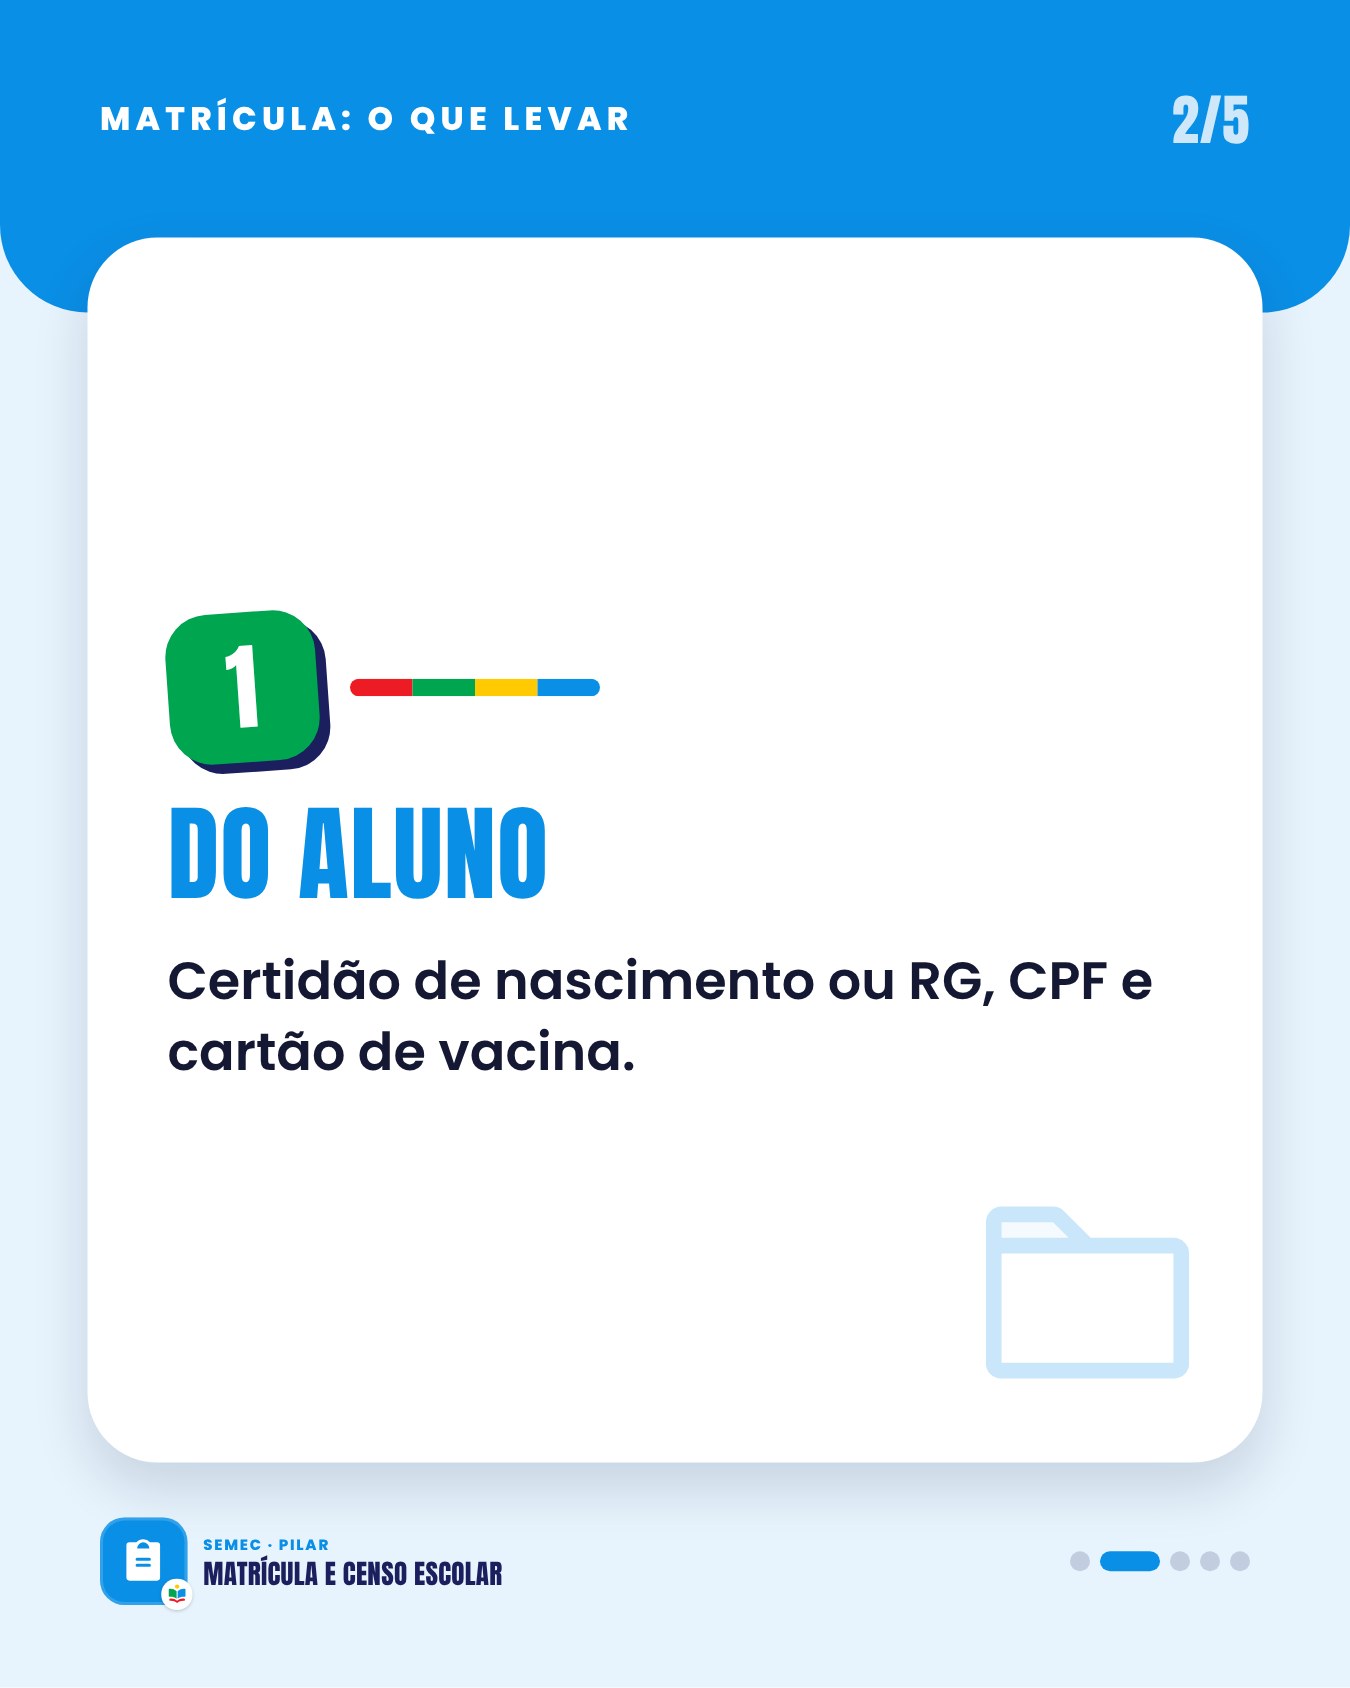 MATRÍCULA: O QUE LEVAR
2/5
1
DO ALUNO
Certidão de nascimento ou RG, CPF e
cartão de vacina.
SEMEC · PILAR
MATRÍCULA E CENSO ESCOLAR